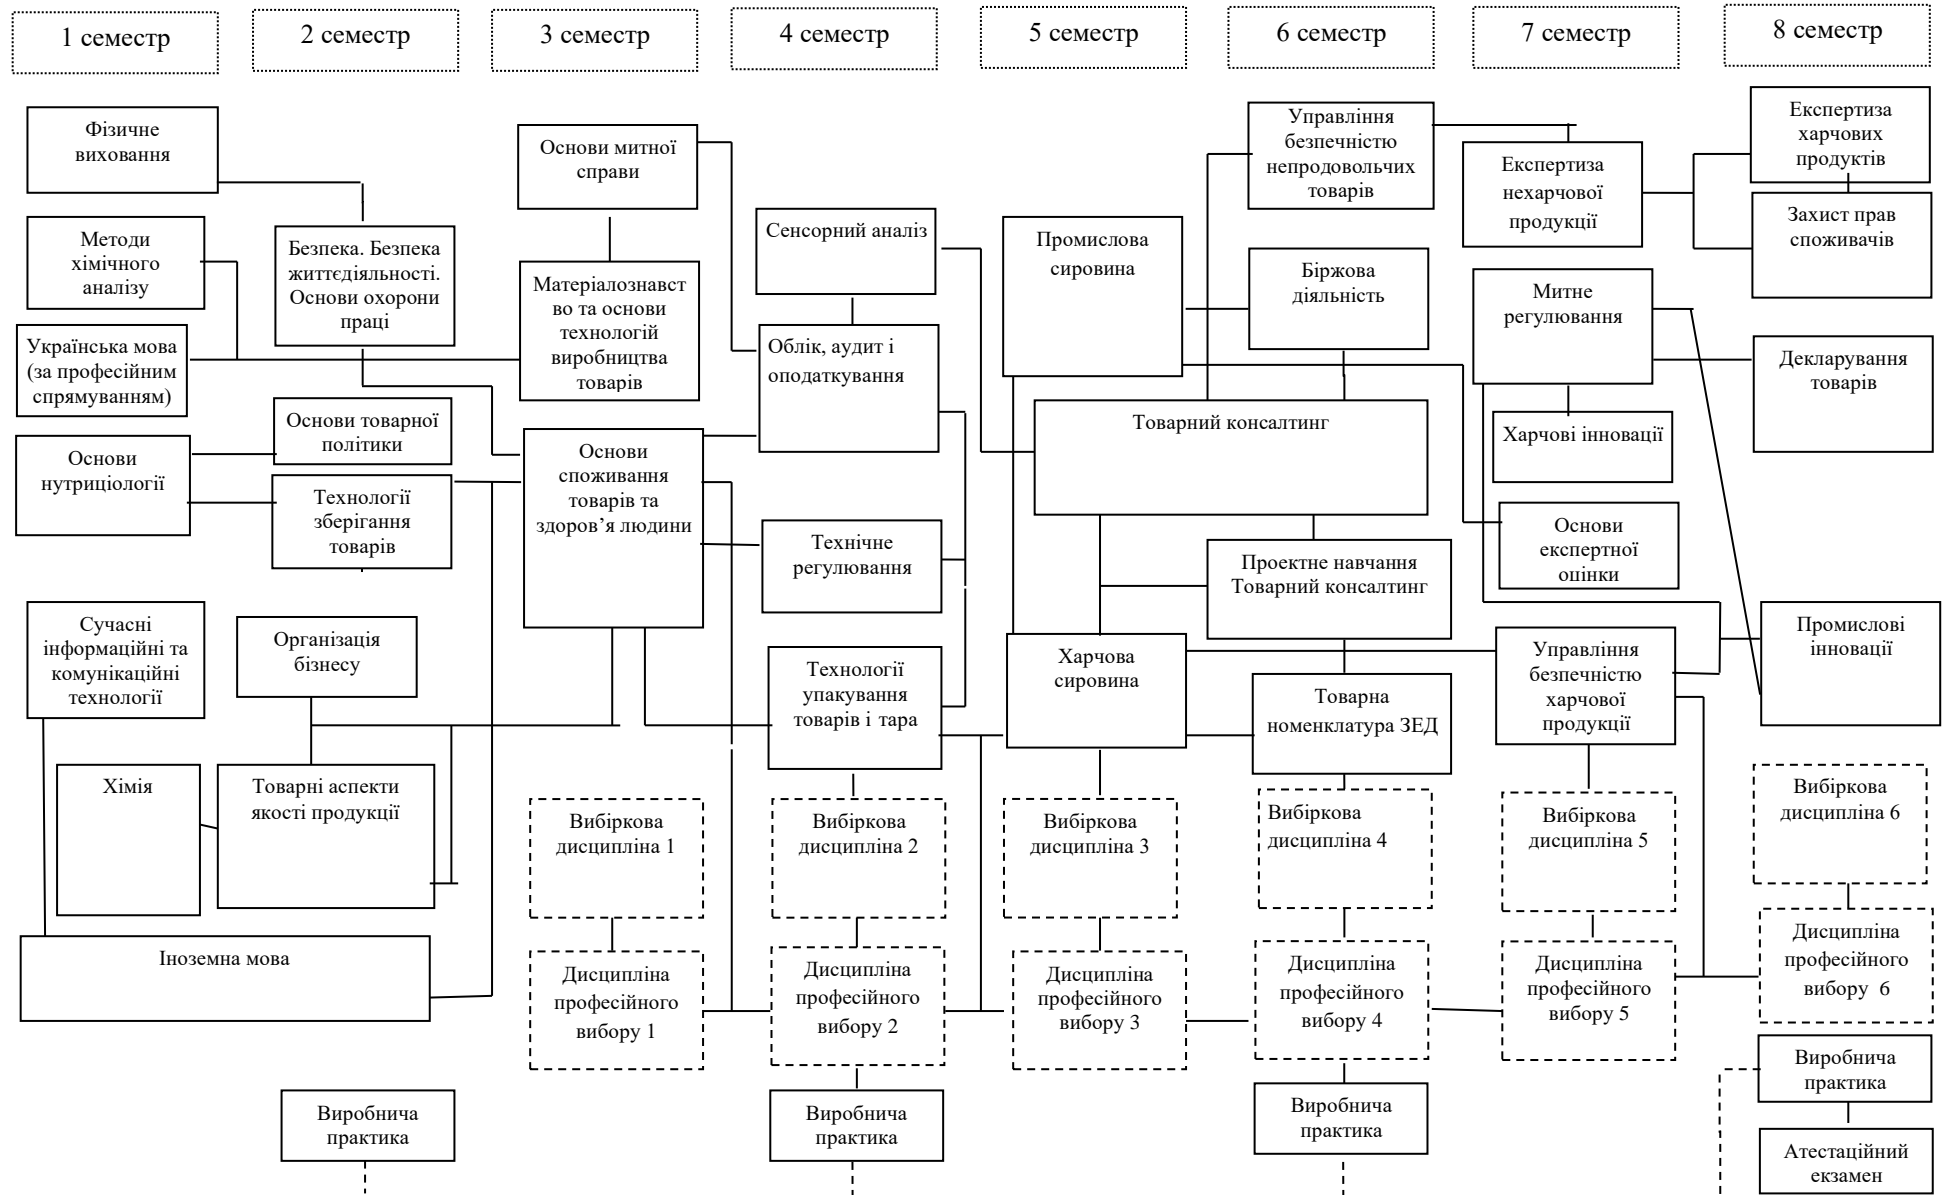 1 семестр
2 семестр
3 семестр
4 семестр
5 семестр
6 семестр
7 семестр
8 семестр
Фізичне
виховання
Методи
хімічного
аналізу
Українська мова
(за професійним
спрямуванням)
Основи
нутриціології
Сучасні
інформаційні та
комунікаційні
технології
Хімія
Іноземна мова
Безпека. Безпека
життєдіяльності.
Основи охорони
праці
Основи товарної
політики
Технології
зберігання
товарів
Організація
бізнесу
Товарні аспекти
якості продукції
Виробнича
практика
Основи митної
справи
Матеріалознавст
во та основи
технологій
виробництва
товарів
Основи
споживання
товарів та
здоров’я людини
Вибіркова
дисципліна 1
Дисципліна
професійного
вибору 1
Сенсорний аналіз
Облік, аудит і
оподаткування
Технічне
регулювання
Технології
упакування
товарів і тара
Вибіркова
дисципліна 2
Дисципліна
професійного
вибору 2
Виробнича
практика
Промислова
сировина
Товарний консалтинг
Харчова
сировина
Вибіркова
дисципліна 3
Дисципліна
професійного
вибору 3
Управління
безпечністю
непродовольчих
товарів
Біржова
діяльність
Проектне навчання
Товарний консалтинг
Товарна
номенклатура ЗЕД
Вибіркова
дисципліна 4
Дисципліна
професійного
вибору 4
Виробнича
практика
Експертиза
нехарчової
продукції
Митне
регулювання
Харчові інновації
Основи
експертної
оцінки
Управління
безпечністю
харчової
продукції
Вибіркова
дисципліна 5
Дисципліна
професійного
вибору 5
Експертиза
харчових
продуктів
Захист прав
споживачів
Декларування
товарів
Промислові
інновації
Вибіркова
дисципліна 6
Дисципліна
професійного
вибору 6
Виробнича
практика
Атестаційний
екзамен